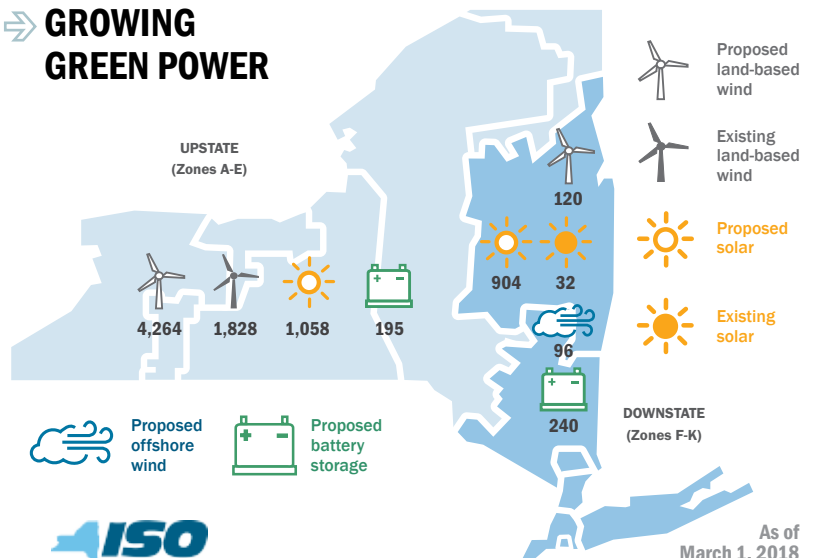 GROWING
GREEN POWER
Proposed
land-based
wind
UPSTATE
(Zones A-E)
Existing
land-based
wind
120
Proposed
solar
904
32
4,264
1,828
1,058
195
Existing
solar
96
240
DOWNSTATE
(Zones F-K)
Proposed
offshore
wind
Proposed
battery
storage
ISO
As of
March 1, 2018